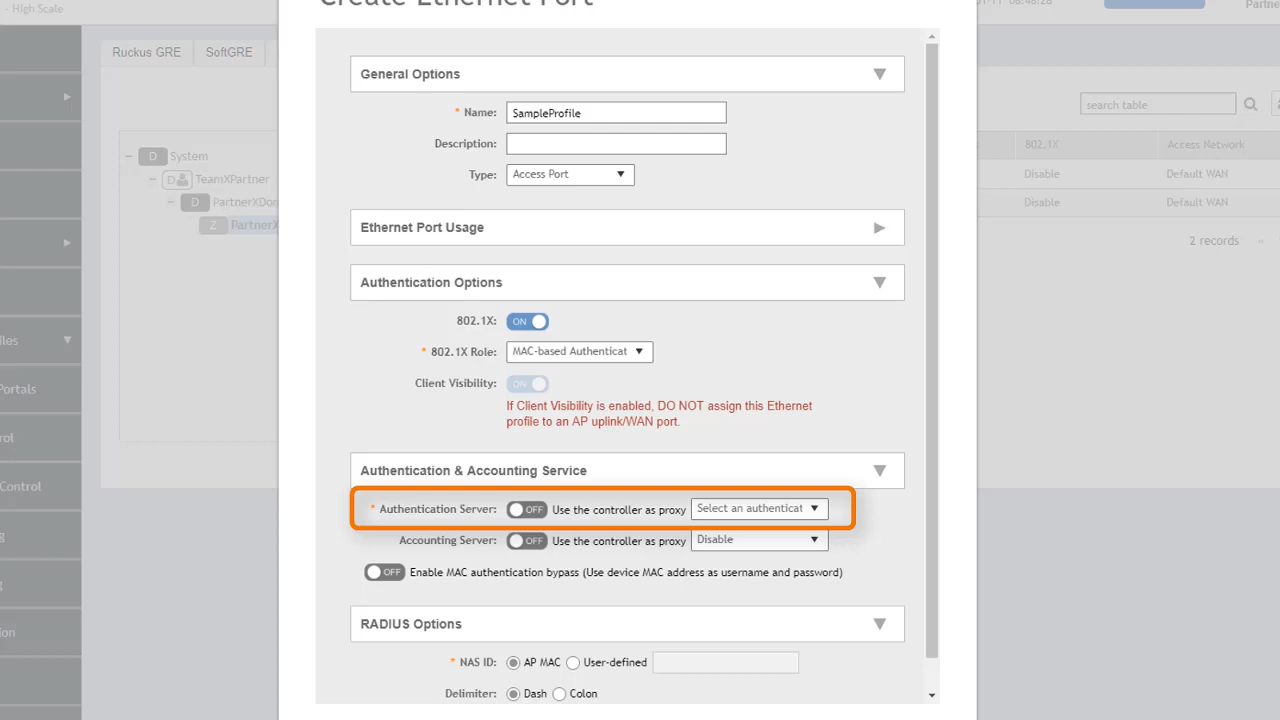 - High Scale
Create Ethernet Port
06:48:28
Partner
Ruckus GRE
SoftGRE
General Options
* Name: SampleProfile
Description:
Type: Access Port
search table
802.1X
Access Network
System
TeamXPartner
PartnerXDo
PartnerX
Disable
Default WAN
Disable
Default WAN
2 records
Ethernet Port Usage
Authentication Options
802.1X: ON
* 802.1X Role: MAC-based Authenticat
Client Visibility: ON
If Client Visibility is enabled, DO NOT assign this Ethernet
profile to an AP uplink/WAN port.
Portals
Control
Authentication & Accounting Service
* Authentication Server: OFF Use the controller as proxy Select an authenticat
Accounting Server: OFF Use the controller as proxy Disable
OFF Enable MAC authentication bypass (Use device MAC address as username and password)
RADIUS Options
* NAS ID: AP MAC User-defined
Delimiter: Dash Colon